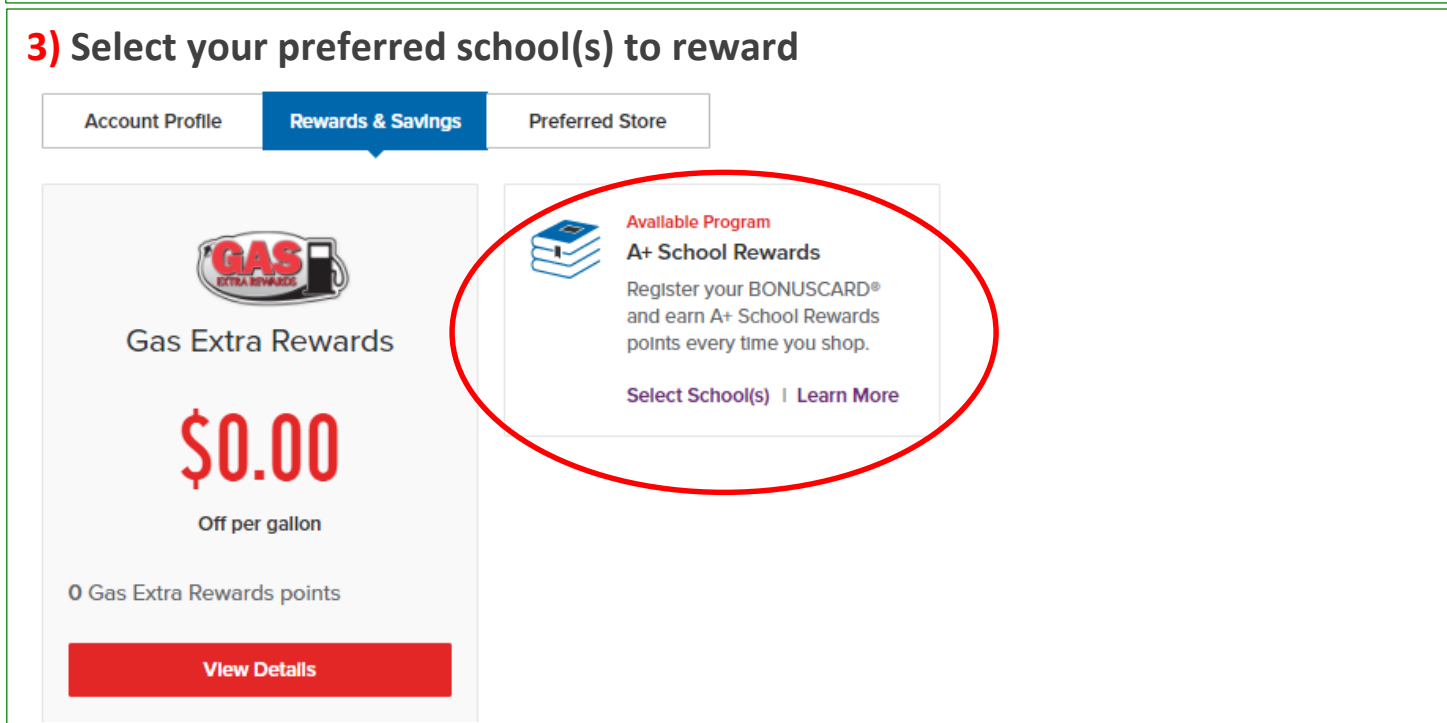 3) Select your preferred school(s) to reward
Account Profile
Rewards & Savings
Preferred Store
GAS
EXTRA REWARDS
Gas Extra Rewards
$0.00
Off per gallon
0 Gas Extra Rewards points
View Details
Available Program
A+ School Rewards
Register your BONUSCARD®
and earn A+ School Rewards
points every time you shop.
Select School(s) | Learn More